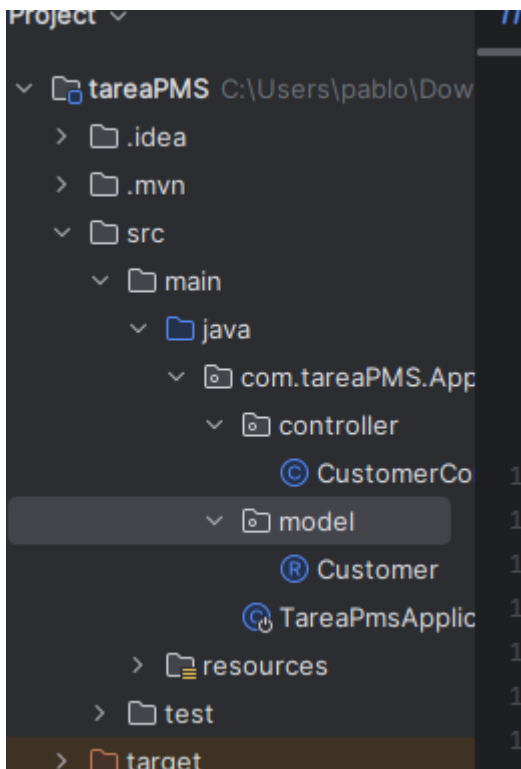 Project
tareaPMS C:\Users\pablo\Dow
.idea
.mvn
src
main
java
com.tareaPMS.App
controller
CustomerCo
model
Customer
TareaPmsApplic
resources
test
target